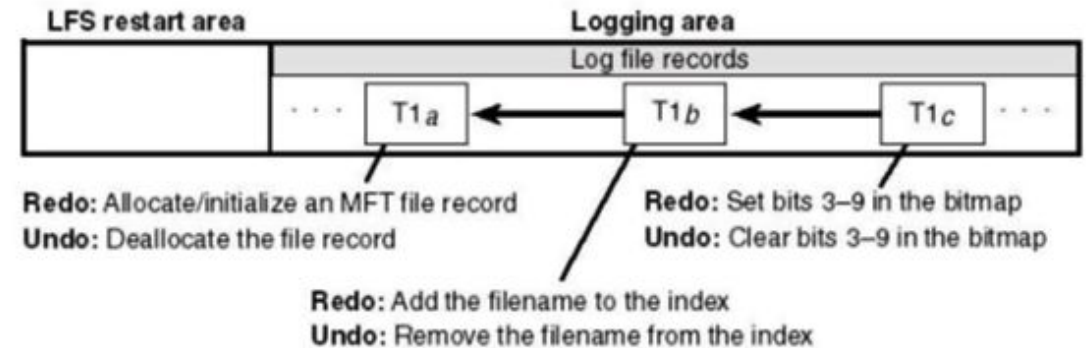 LFS restart area Logging area
Log file records
. . . T1a T1b T1c . . .
Redo: Allocate/initialize an MFT file record
Undo: Deallocate the file record
Redo: Set bits 3–9 in the bitmap
Undo: Clear bits 3–9 in the bitmap
Redo: Add the filename to the index
Undo: Remove the filename from the index